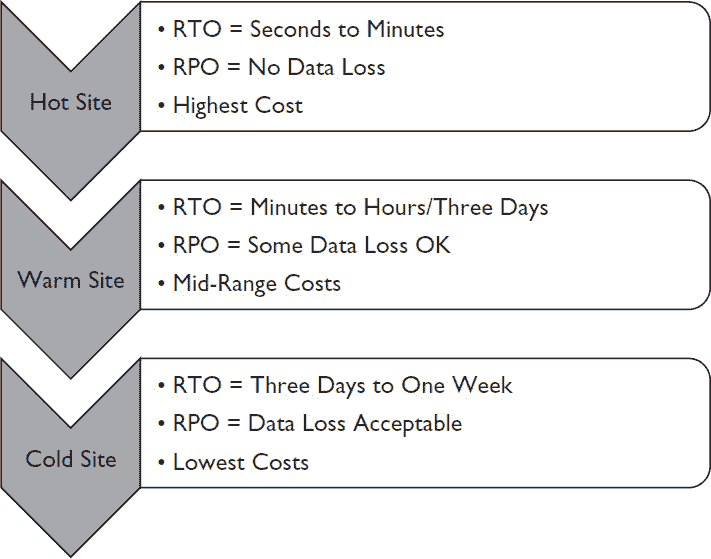 Hot Site
• RTO = Seconds to Minutes
• RPO = No Data Loss
• Highest Cost
Warm Site
• RTO = Minutes to Hours/Three Days
• RPO = Some Data Loss OK
• Mid-Range Costs
Cold Site
• RTO = Three Days to One Week
• RPO = Data Loss Acceptable
• Lowest Costs